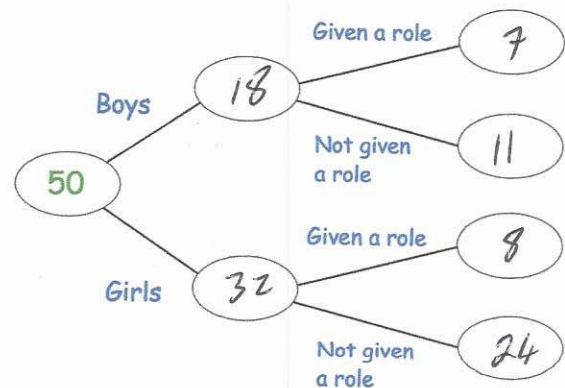 Given a role
7
18
Boys
11
Not given
a role
50
Given a role
8
Girls
32
24
Not given
a role